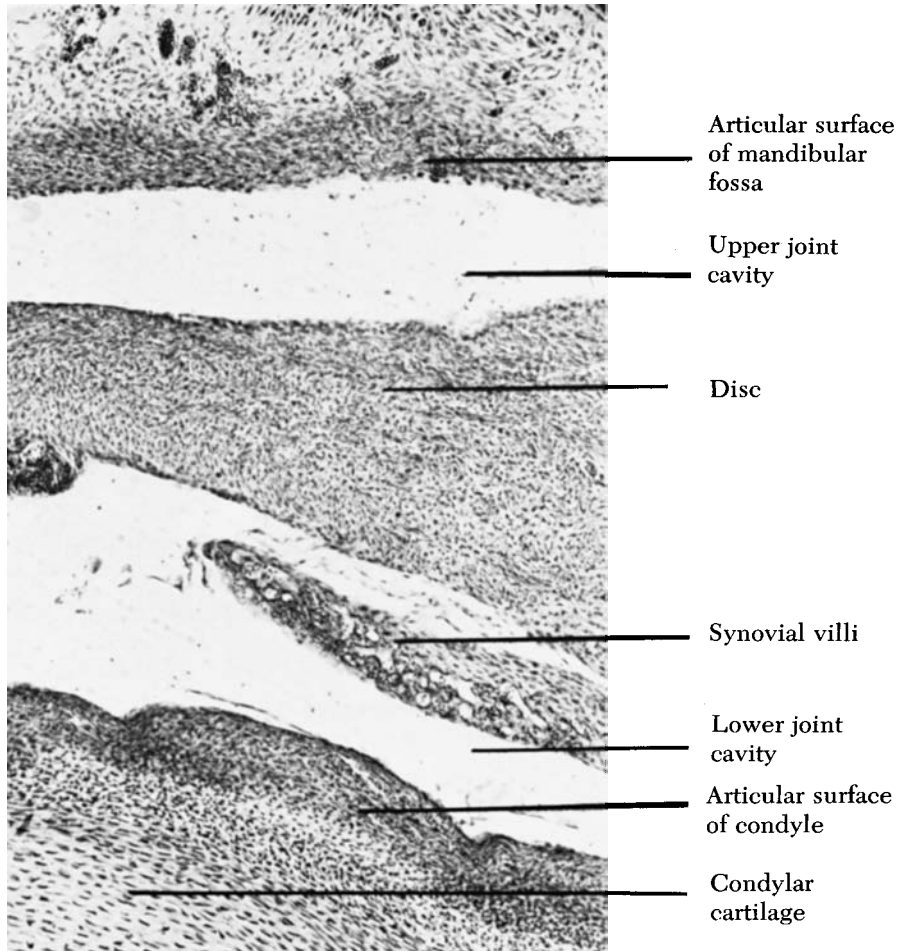 Articular surface
of mandibular
fossa
Upper joint
cavity
Disc
Synovial villi
Lower joint
cavity
Articular surface
of condyle
Condylar
cartilage